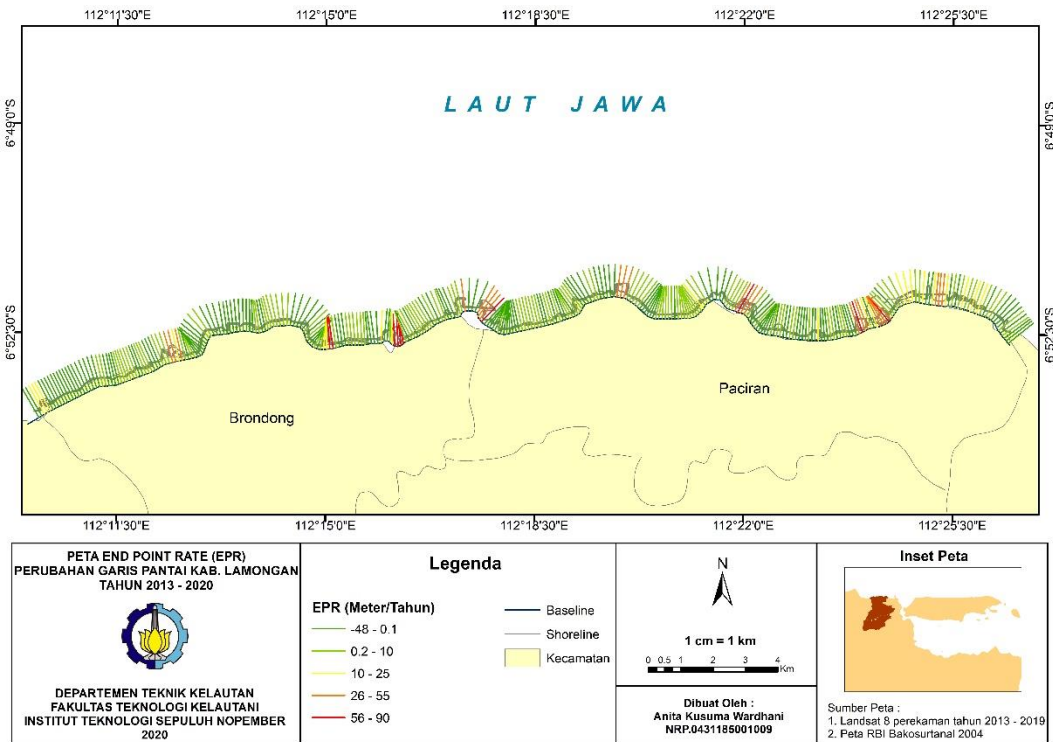 112°11'30"E 112°15'0"E 112°18'30"E 112°22'0"E 112°25'30"E
6°49'0"S
6°49'0"S
LAUT JAWA
6°52'30"S
6°52'30"S
Brondong
Paciran
112°11'30"E 112°15'0"E 112°18'30"E 112°22'0"E 112°25'30"E
PETA END POINT RATE (EPR)
PERUBAHAN GARIS PANTAI KAB. LAMONGAN
TAHUN 2013 - 2020
DEPARTEMEN TEKNIK KELAUTAN
FAKULTAS TEKNOLOGI KELAUTANI
INSTITUT TEKNOLOGI SEPULUH NOPEMBER
2020
Legenda
EPR (Meter/Tahun)
-48 - 0.1
0.2 - 10
10 - 25
26 - 55
56 - 90
Baseline
Shoreline
Kecamatan
N
1 cm = 1 km
0 0.5 1 2 3 4
Km
Dibuat Oleh :
Anita Kusuma Wardhani
NRP.0431185001009
Inset Peta
Sumber Peta :
1. Landsat 8 perekaman tahun 2013 - 2019
2. Peta RBI Bakosurtanal 2004